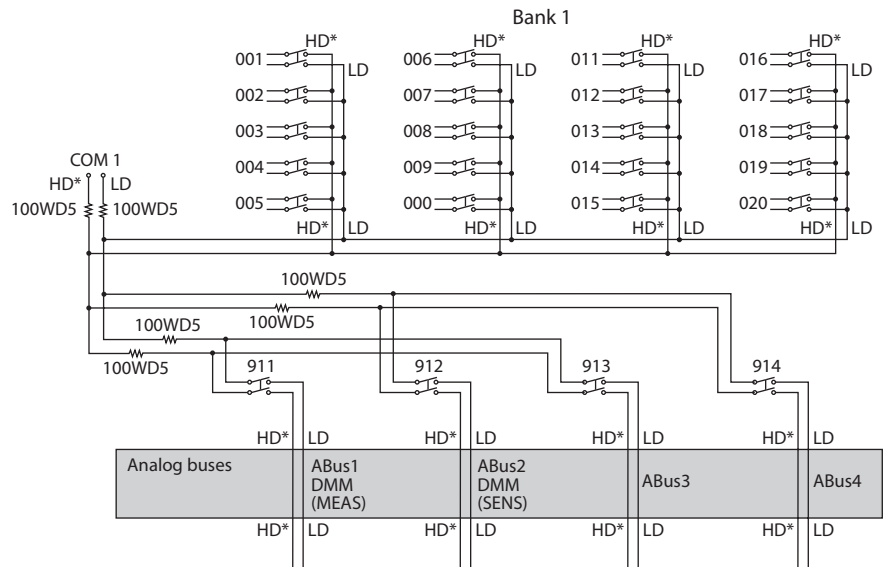 Bank 1
HD* HD* HD* HD*
001 006 011 016
LD LD LD LD
002 007 012 017
003 008 013 018
COM 1
004 009 014 019
HD* LD
005 000 015 020
100WD5 100WD5
HD* LD HD* LD HD* LD HD* LD
100WD5
100WD5
100WD5
100WD5
911 912 913 914
HD* LD HD* LD HD* LD HD* LD
Analog buses
ABus1
DMM
(MEAS)
ABus2
DMM
(SENS)
ABus3
ABus4
HD* LD HD* LD HD* LD HD* LD